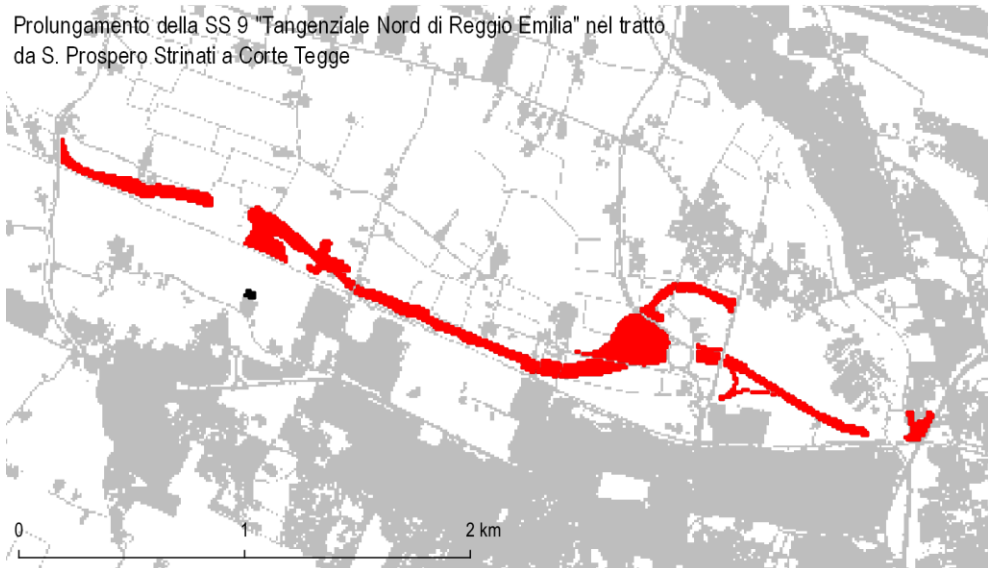 Prolungamento della SS 9 "Tangenziale Nord di Reggio Emilia" nel tratto
da S. Prospero Strinati a Corte Tegge
0 1 2 km